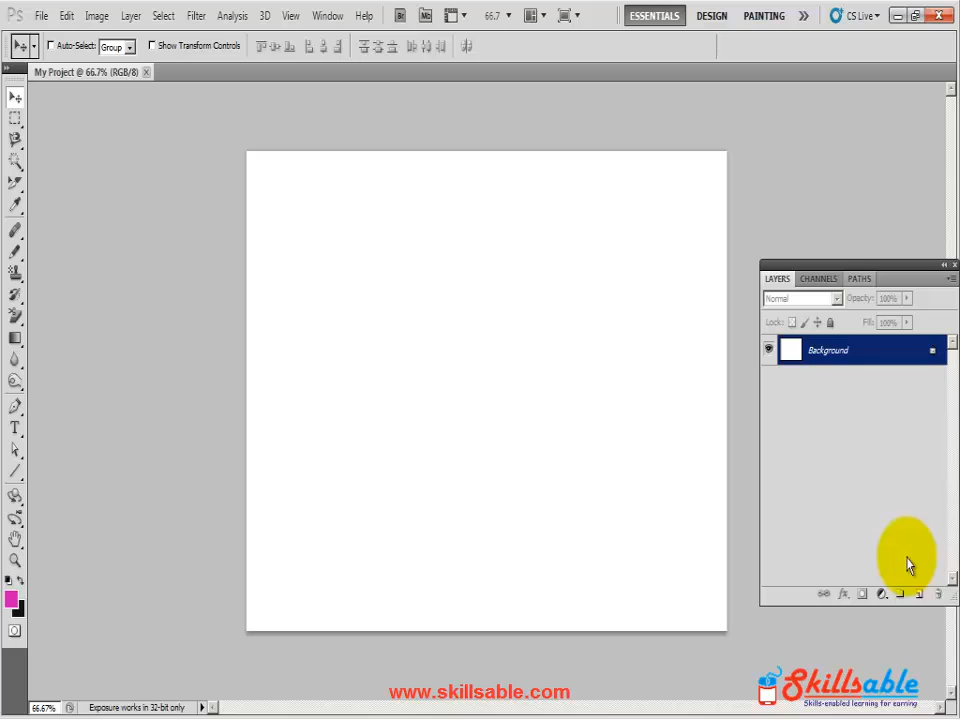 Ps File Edit Image Layer Select Filter Analysis 3D View Window Help Br Mb 66.7 ESSENTIALS DESIGN PAINTING CS Live
Auto-Select: Group Show Transform Controls
My Project @ 66.7% (RGB/8)
LAYERS CHANNELS PATHS
Normal Opacity: 100%
Lock: Fill: 100%
Background
T
fx
www.skillsable.com
Skillsable
Skills-enabled learning for earning
66.67% Exposure works in 32-bit only